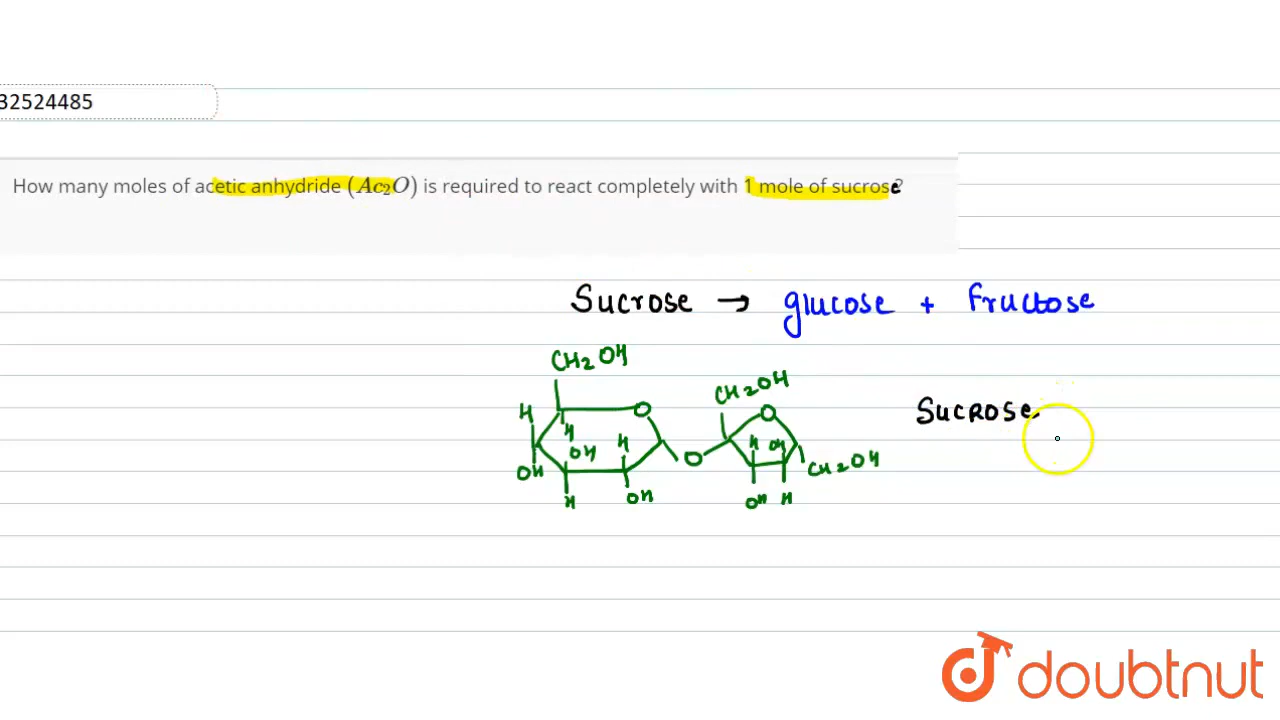 32524485
How many moles of acetic anhydride (Ac₂O) is required to react completely with 1 mole of sucrose?
Sucrose → glucose + Fructose
CH₂OH
CH₂OH
H O O SUCROSe
H H H OH
OH
OH O CH₂OH
H OH OH H
doubtnut